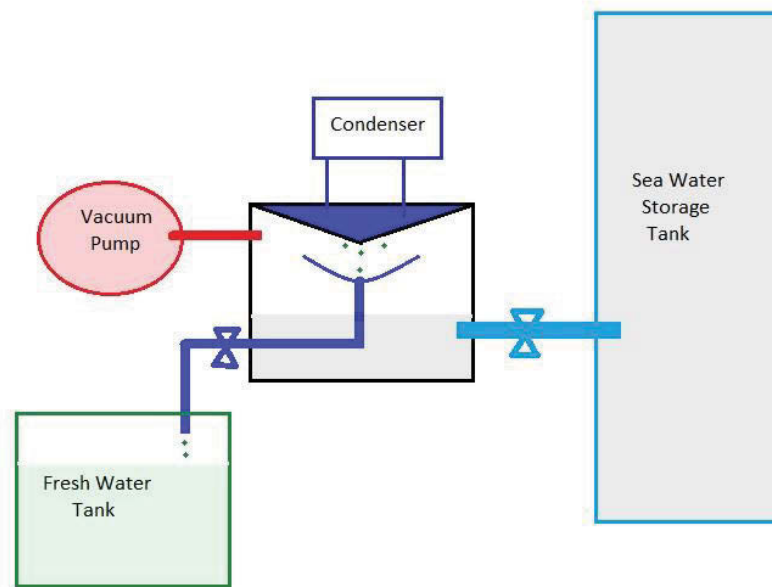 Condenser
Vacuum
Pump
Sea Water
Storage
Tank
Fresh Water
Tank